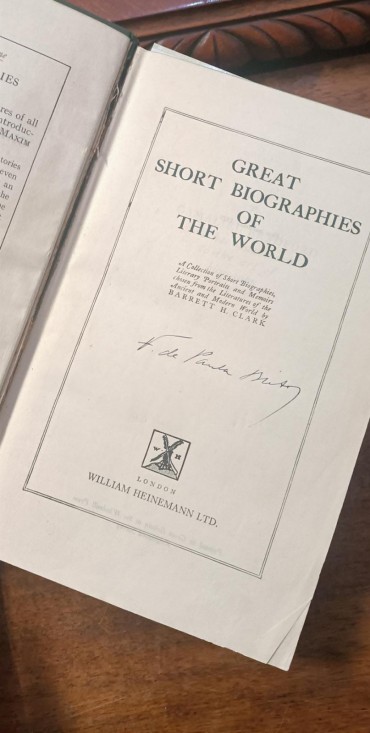 IES
res of all
ntroduc-
MAXIM
tories
even
an
he
GREAT
SHORT BIOGRAPHIES
OF
THE WORLD
A Collection of Short Biographies,
Literary Portraits, and Memoirs
chosen from the Literatures of the
Ancient and Modern World by
BARRETT H. CLARK
F. de Paula
W H
LONDON
WILLIAM HEINEMANN LTD.